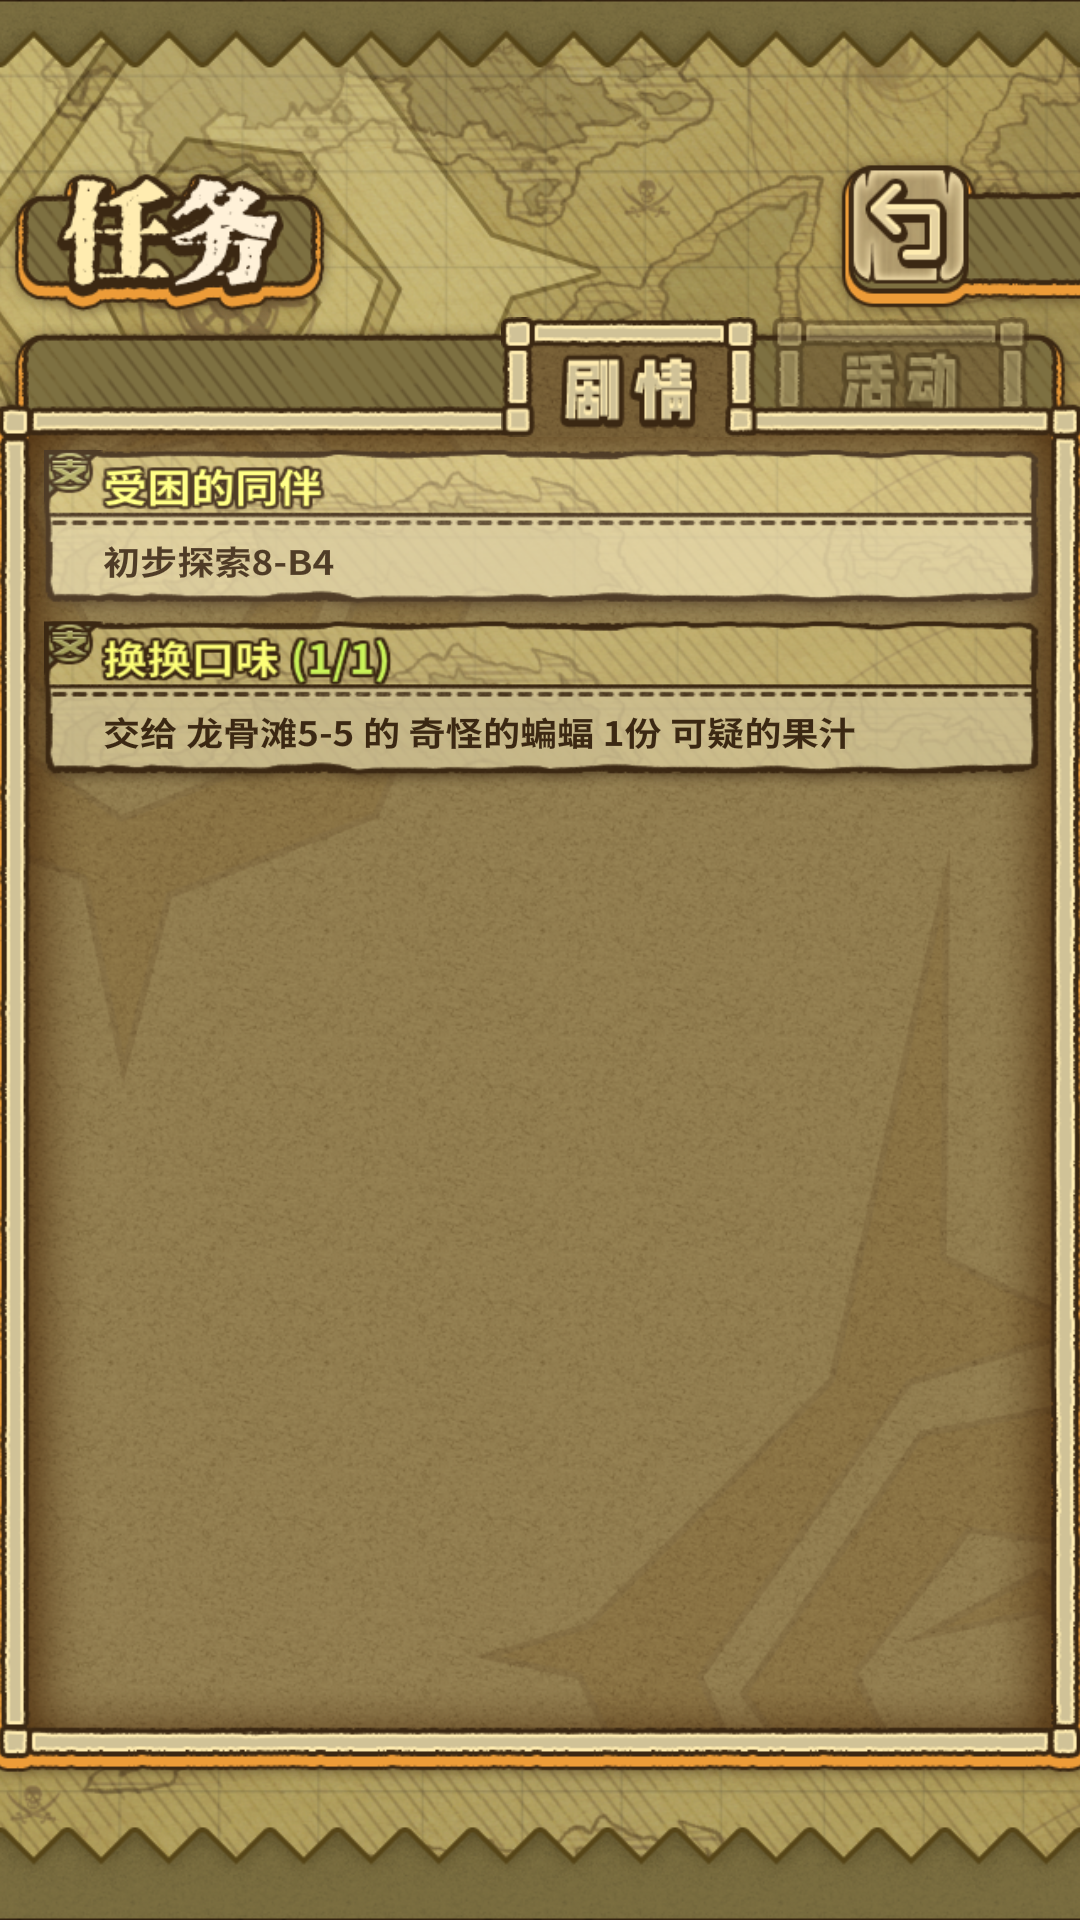 任务
剧情
活动
支
受困的同伴
初步探索8-B4
支
换换口味 (1/1)
交给 龙骨滩5-5 的 奇怪的蝙蝠 1份 可疑的果汁